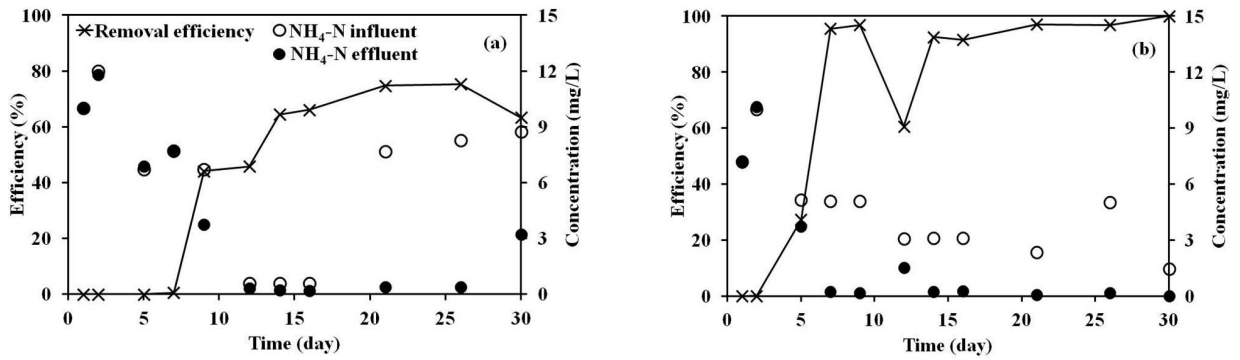 100
80
60
40
20
0
Efficiency (%)
Removal efficiency
NH₄-N influent
NH₄-N effluent
(a)
15
12
9
6
3
0
Concentration (mg/L)
0 5 10 15 20 25 30
Time (day)
100
80
60
40
20
0
Efficiency (%)
(b)
15
12
9
6
3
0
Concentration (mg/L)
0 5 10 15 20 25 30
Time (day)